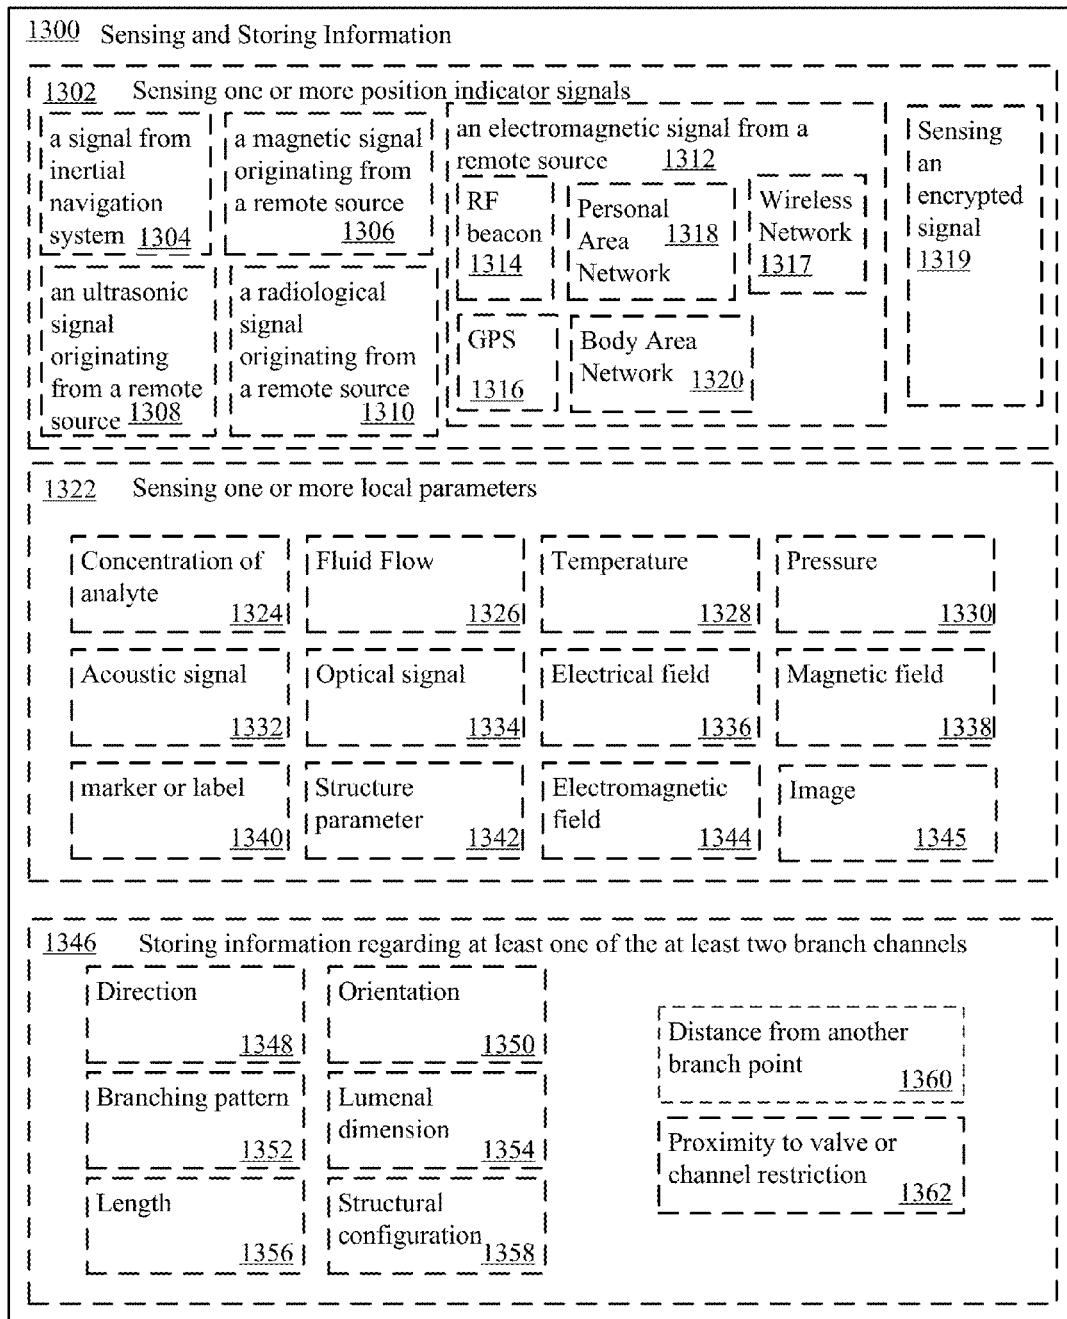 1300 Sensing and Storing Information
1302 Sensing one or more position indicator signals
a signal from
inertial
navigation
system 1304
a magnetic signal
originating from
a remote source
1306
an electromagnetic signal from a
remote source 1312
RF
beacon
1314
Personal
Area 1318
Network
Wireless
Network
1317
GPS
1316
Body Area
Network 1320
Sensing
an
encrypted
signal
1319
an ultrasonic
signal
originating
from a remote
source 1308
a radiological
signal
originating from
a remote source
1310
1322 Sensing one or more local parameters
Concentration of
analyte
1324
Fluid Flow
1326
Temperature
1328
Pressure
1330
Acoustic signal
1332
Optical signal
1334
Electrical field
1336
Magnetic field
1338
marker or label
1340
Structure
parameter
1342
Electromagnetic
field
1344
Image
1345
1346 Storing information regarding at least one of the at least two branch channels
Direction
1348
Orientation
1350
Branching pattern
1352
Lumenal
dimension
1354
Length
1356
Structural
configuration
1358
Distance from another
branch point
1360
Proximity to valve or
channel restriction
1362